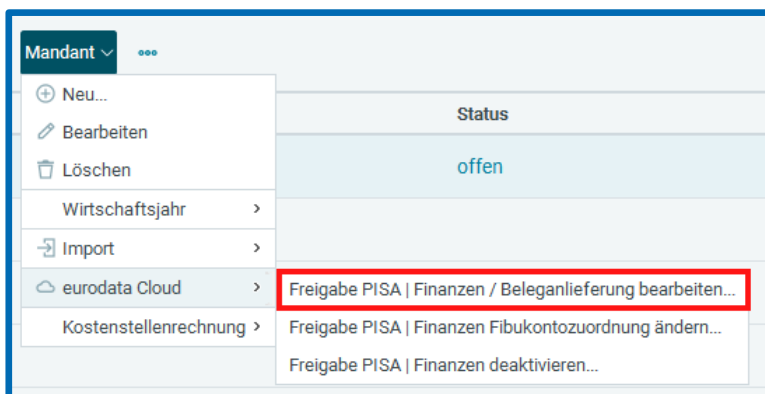 Mandant
Neu...
Status
Bearbeiten
Löschen
offen
Wirtschaftsjahr
Import
eurodata Cloud
Freigabe PISA | Finanzen / Beleganlieferung bearbeiten...
Kostenstellenrechnung
Freigabe PISA | Finanzen Fibukontozuordnung ändern...
Freigabe PISA | Finanzen deaktivieren...